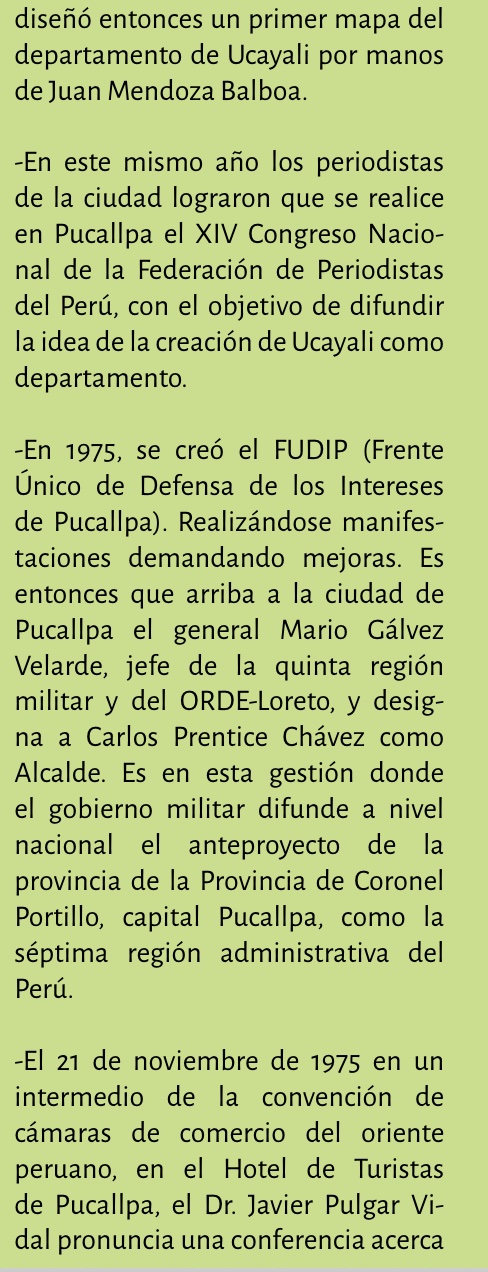 diseñó entonces un primer mapa del
departamento de Ucayali por manos
de Juan Mendoza Balboa.
-En este mismo año los periodistas
de la ciudad lograron que se realice
en Pucallpa el XIV Congreso Nacio-
nal de la Federación de Periodistas
del Perú, con el objetivo de difundir
la idea de la creación de Ucayali como
departamento.
-En 1975, se creó el FUDIP (Frente
Único de Defensa de los Intereses
de Pucallpa). Realizándose manifes-
taciones demandando mejoras. Es
entonces que arriba a la ciudad de
Pucallpa el general Mario Gálvez
Velarde, jefe de la quinta región
militar y del ORDE-Loreto, y desig-
na a Carlos Prentice Chávez como
Alcalde. Es en esta gestión donde
el gobierno militar difunde a nivel
nacional el anteproyecto de la
provincia de la Provincia de Coronel
Portillo, capital Pucallpa, como la
séptima región administrativa del
Perú.
-El 21 de noviembre de 1975 en un
intermedio de la convención de
cámaras de comercio del oriente
peruano, en el Hotel de Turistas
de Pucallpa, el Dr. Javier Pulgar Vi-
dal pronuncia una conferencia acerca